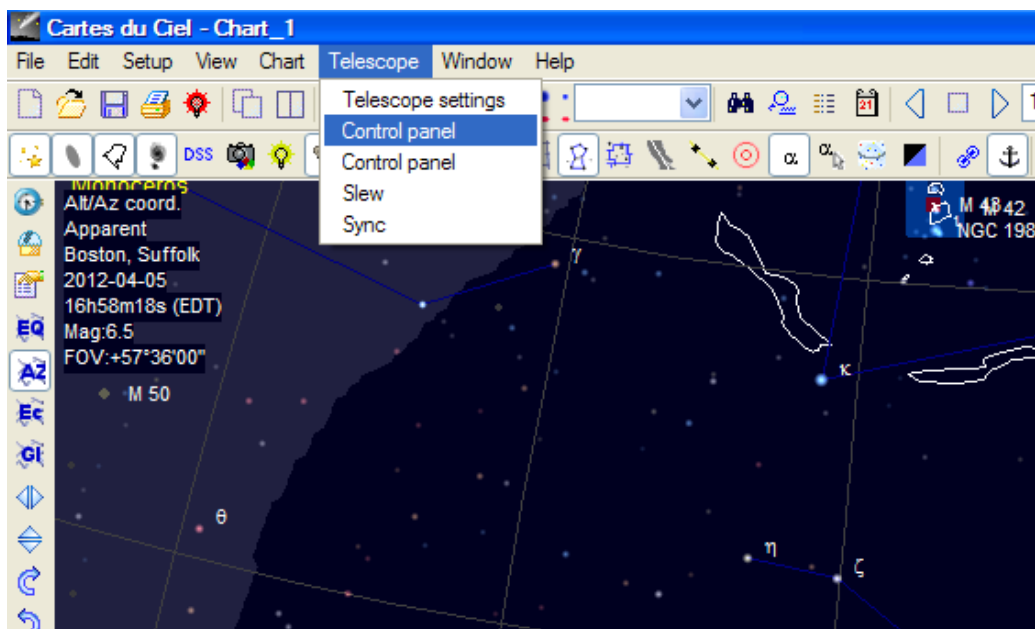 Cartes du Ciel - Chart_1
File Edit Setup View Chart Telescope Window Help
Telescope settings
Control panel
Control panel
Slew
Sync
DSS
21
α
α
Monoceros
Alt/Az coord.
Apparent
Boston, Suffolk
2012-04-05
16h58m18s (EDT)
Mag:6.5
FOV:+57°36'00"
EQ
AZ
Ec
Gl
M 50
M 42
NGC 198
γ
κ
θ
η
ζ